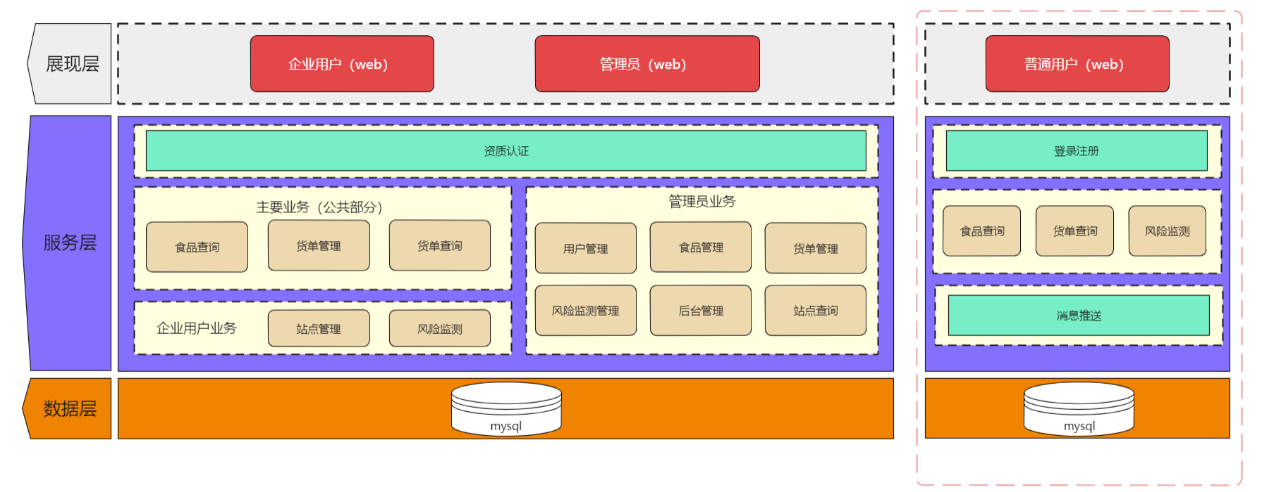 展现层
企业用户（web）
管理员（web）
普通用户（web）
服务层
资质认证
主要业务（公共部分）
食品查询
货单管理
货单查询
企业用户业务
站点管理
风险监测
管理员业务
用户管理
食品管理
货单管理
风险监测管理
后台管理
站点查询
登录注册
食品查询
货单查询
风险监测
消息推送
数据层
mysql
mysql